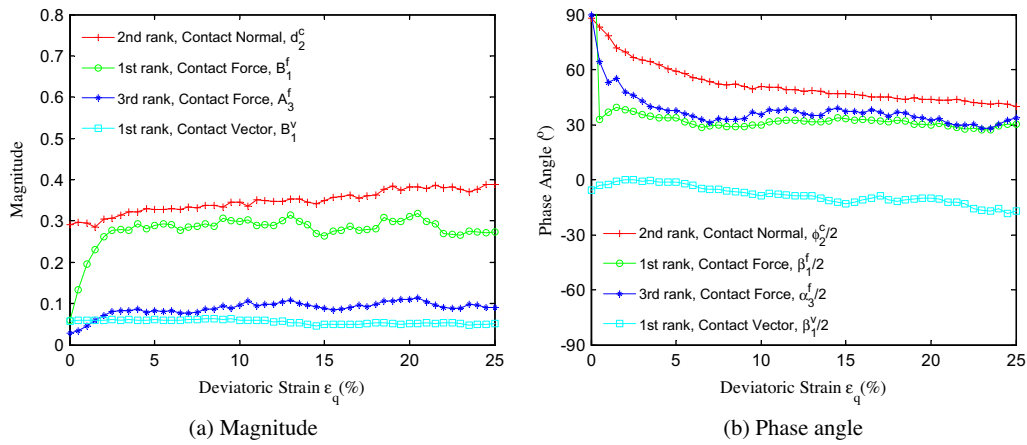 0.8
0.7
0.6
0.5
0.4
0.3
0.2
0.1
0
Magnitude
2nd rank, Contact Normal, d₂ᶜ
1st rank, Contact Force, B₁ᶠ
3rd rank, Contact Force, A₃ᶠ
1st rank, Contact Vector, B₁ᵛ
0 5 10 15 20 25
Deviatoric Strain ε_q(%)
(a) Magnitude
90
60
30
0
-30
-60
-90
Phase Angle (⁰)
2nd rank, Contact Normal, ϕ₂ᶜ/2
1st rank, Contact Force, β₁ᶠ/2
3rd rank, Contact Force, α₃ᶠ/2
1st rank, Contact Vector, β₁ᵛ/2
0 5 10 15 20 25
Deviatoric Strain ε_q(%)
(b) Phase angle